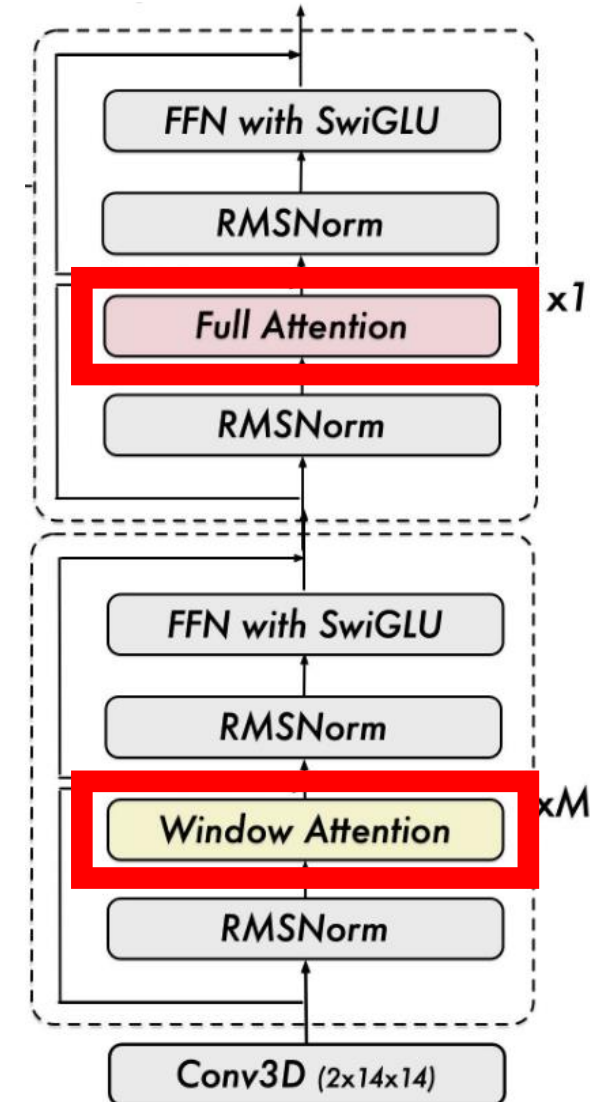 FFN with SwiGLU
RMSNorm
Full Attention
x1
RMSNorm
FFN with SwiGLU
RMSNorm
Window Attention
xM
RMSNorm
Conv3D (2x14x14)